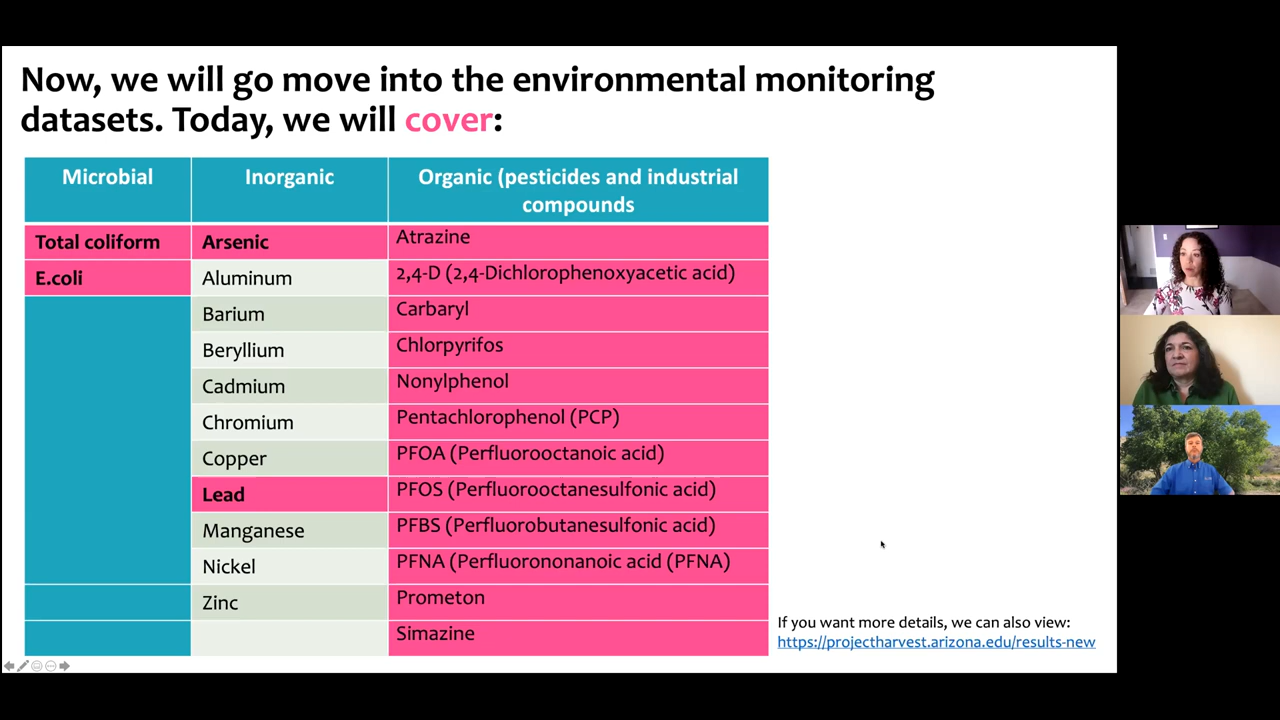 Now, we will go move into the environmental monitoring
datasets. Today, we will cover:
Microbial
Inorganic
Organic (pesticides and industrial
compounds
Total coliform
Arsenic
Atrazine
E.coli
Aluminum
2,4-D (2,4-Dichlorophenoxyacetic acid)
Barium
Carbaryl
Beryllium
Chlorpyrifos
Cadmium
Nonylphenol
Chromium
Pentachlorophenol (PCP)
Copper
PFOA (Perfluorooctanoic acid)
Lead
PFOS (Perfluorooctanesulfonic acid)
Manganese
PFBS (Perfluorobutanesulfonic acid)
Nickel
PFNA (Perfluorononanoic acid (PFNA)
Zinc
Prometon
Simazine
If you want more details, we can also view:
https://projectharvest.arizona.edu/results-new